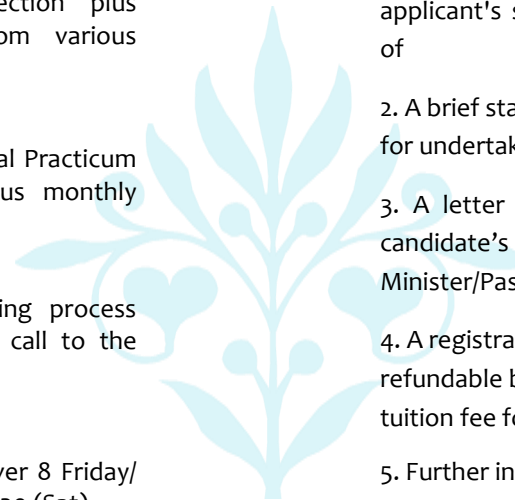 ection plus
om various
al Practicum
us monthly
ing process
call to the
ver 8 Friday/
(Sat)
applicant's
of
2. A brief sta
for undertak
3. A letter
candidate's
Minister/Pas
4. A registra
refundable b
tuition fee fo
5. Further in